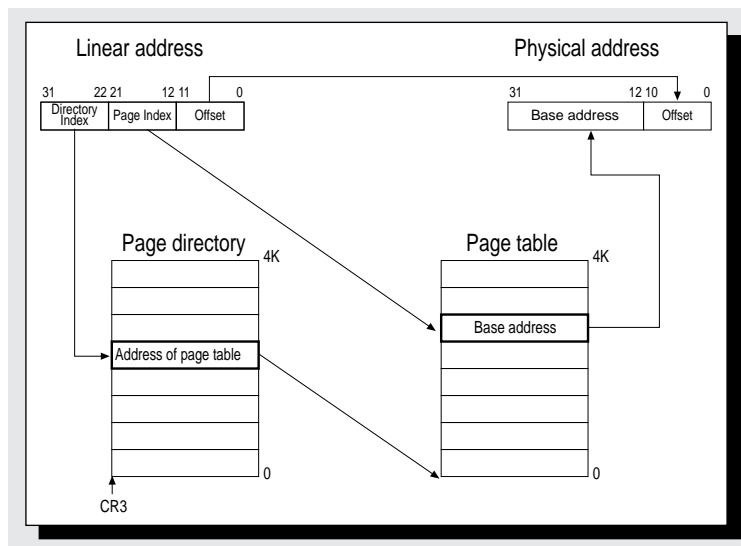 Linear address
Physical address
31 22 21 12 11 0
31 12 10 0
Directory
Index
Page Index
Offset
Base address
Offset
Page directory
Page table
4K
4K
Base address
Address of page table
0
0
CR3